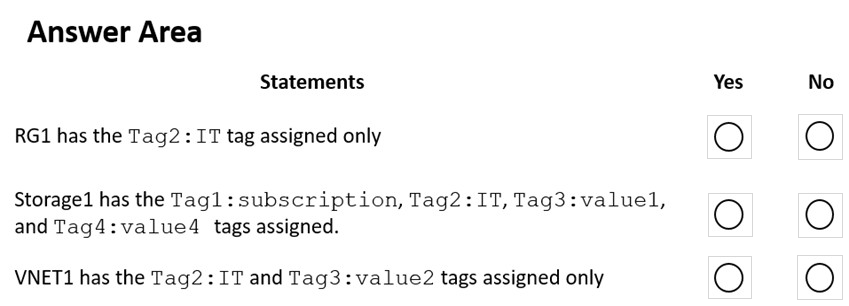 Answer Area
Statements Yes No
RG1 has the Tag2:IT tag assigned only
Storage1 has the Tag1:subscription, Tag2:IT, Tag3:value1,
and Tag4:value4 tags assigned.
VNET1 has the Tag2:IT and Tag3:value2 tags assigned only